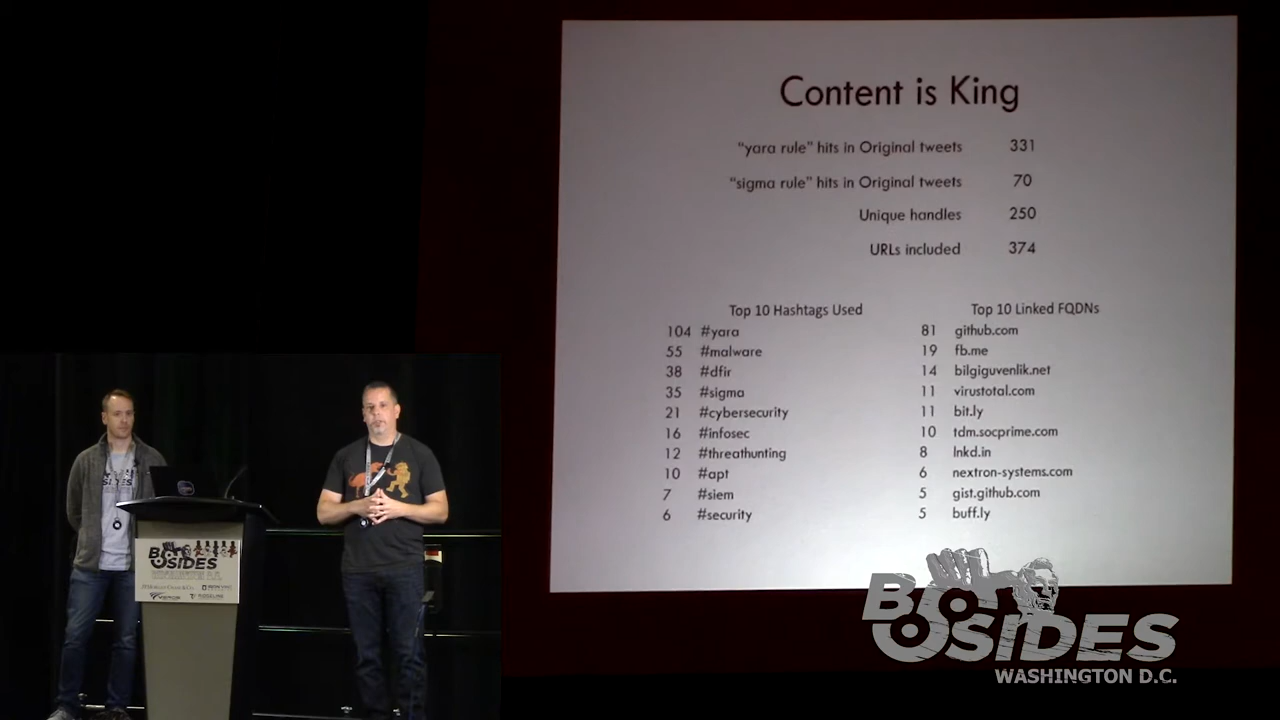 Content is King
"yara rule" hits in Original tweets 331
"sigma rule" hits in Original tweets 70
Unique handles 250
URLs included 374
Top 10 Hashtags Used
104 #yara
55 #malware
38 #dfir
35 #sigma
21 #cybersecurity
16 #infosec
12 #threathunting
10 #apt
7 #siem
6 #security
Top 10 Linked FQDNs
81 github.com
19 fb.me
14 bilgiguvenlik.net
11 virustotal.com
11 bit.ly
10 tdm.socprime.com
8 lnkd.in
6 nextron-systems.com
5 gist.github.com
5 buff.ly
SIDES
BSIDES
BSIDES
WASHINGTON D.C.